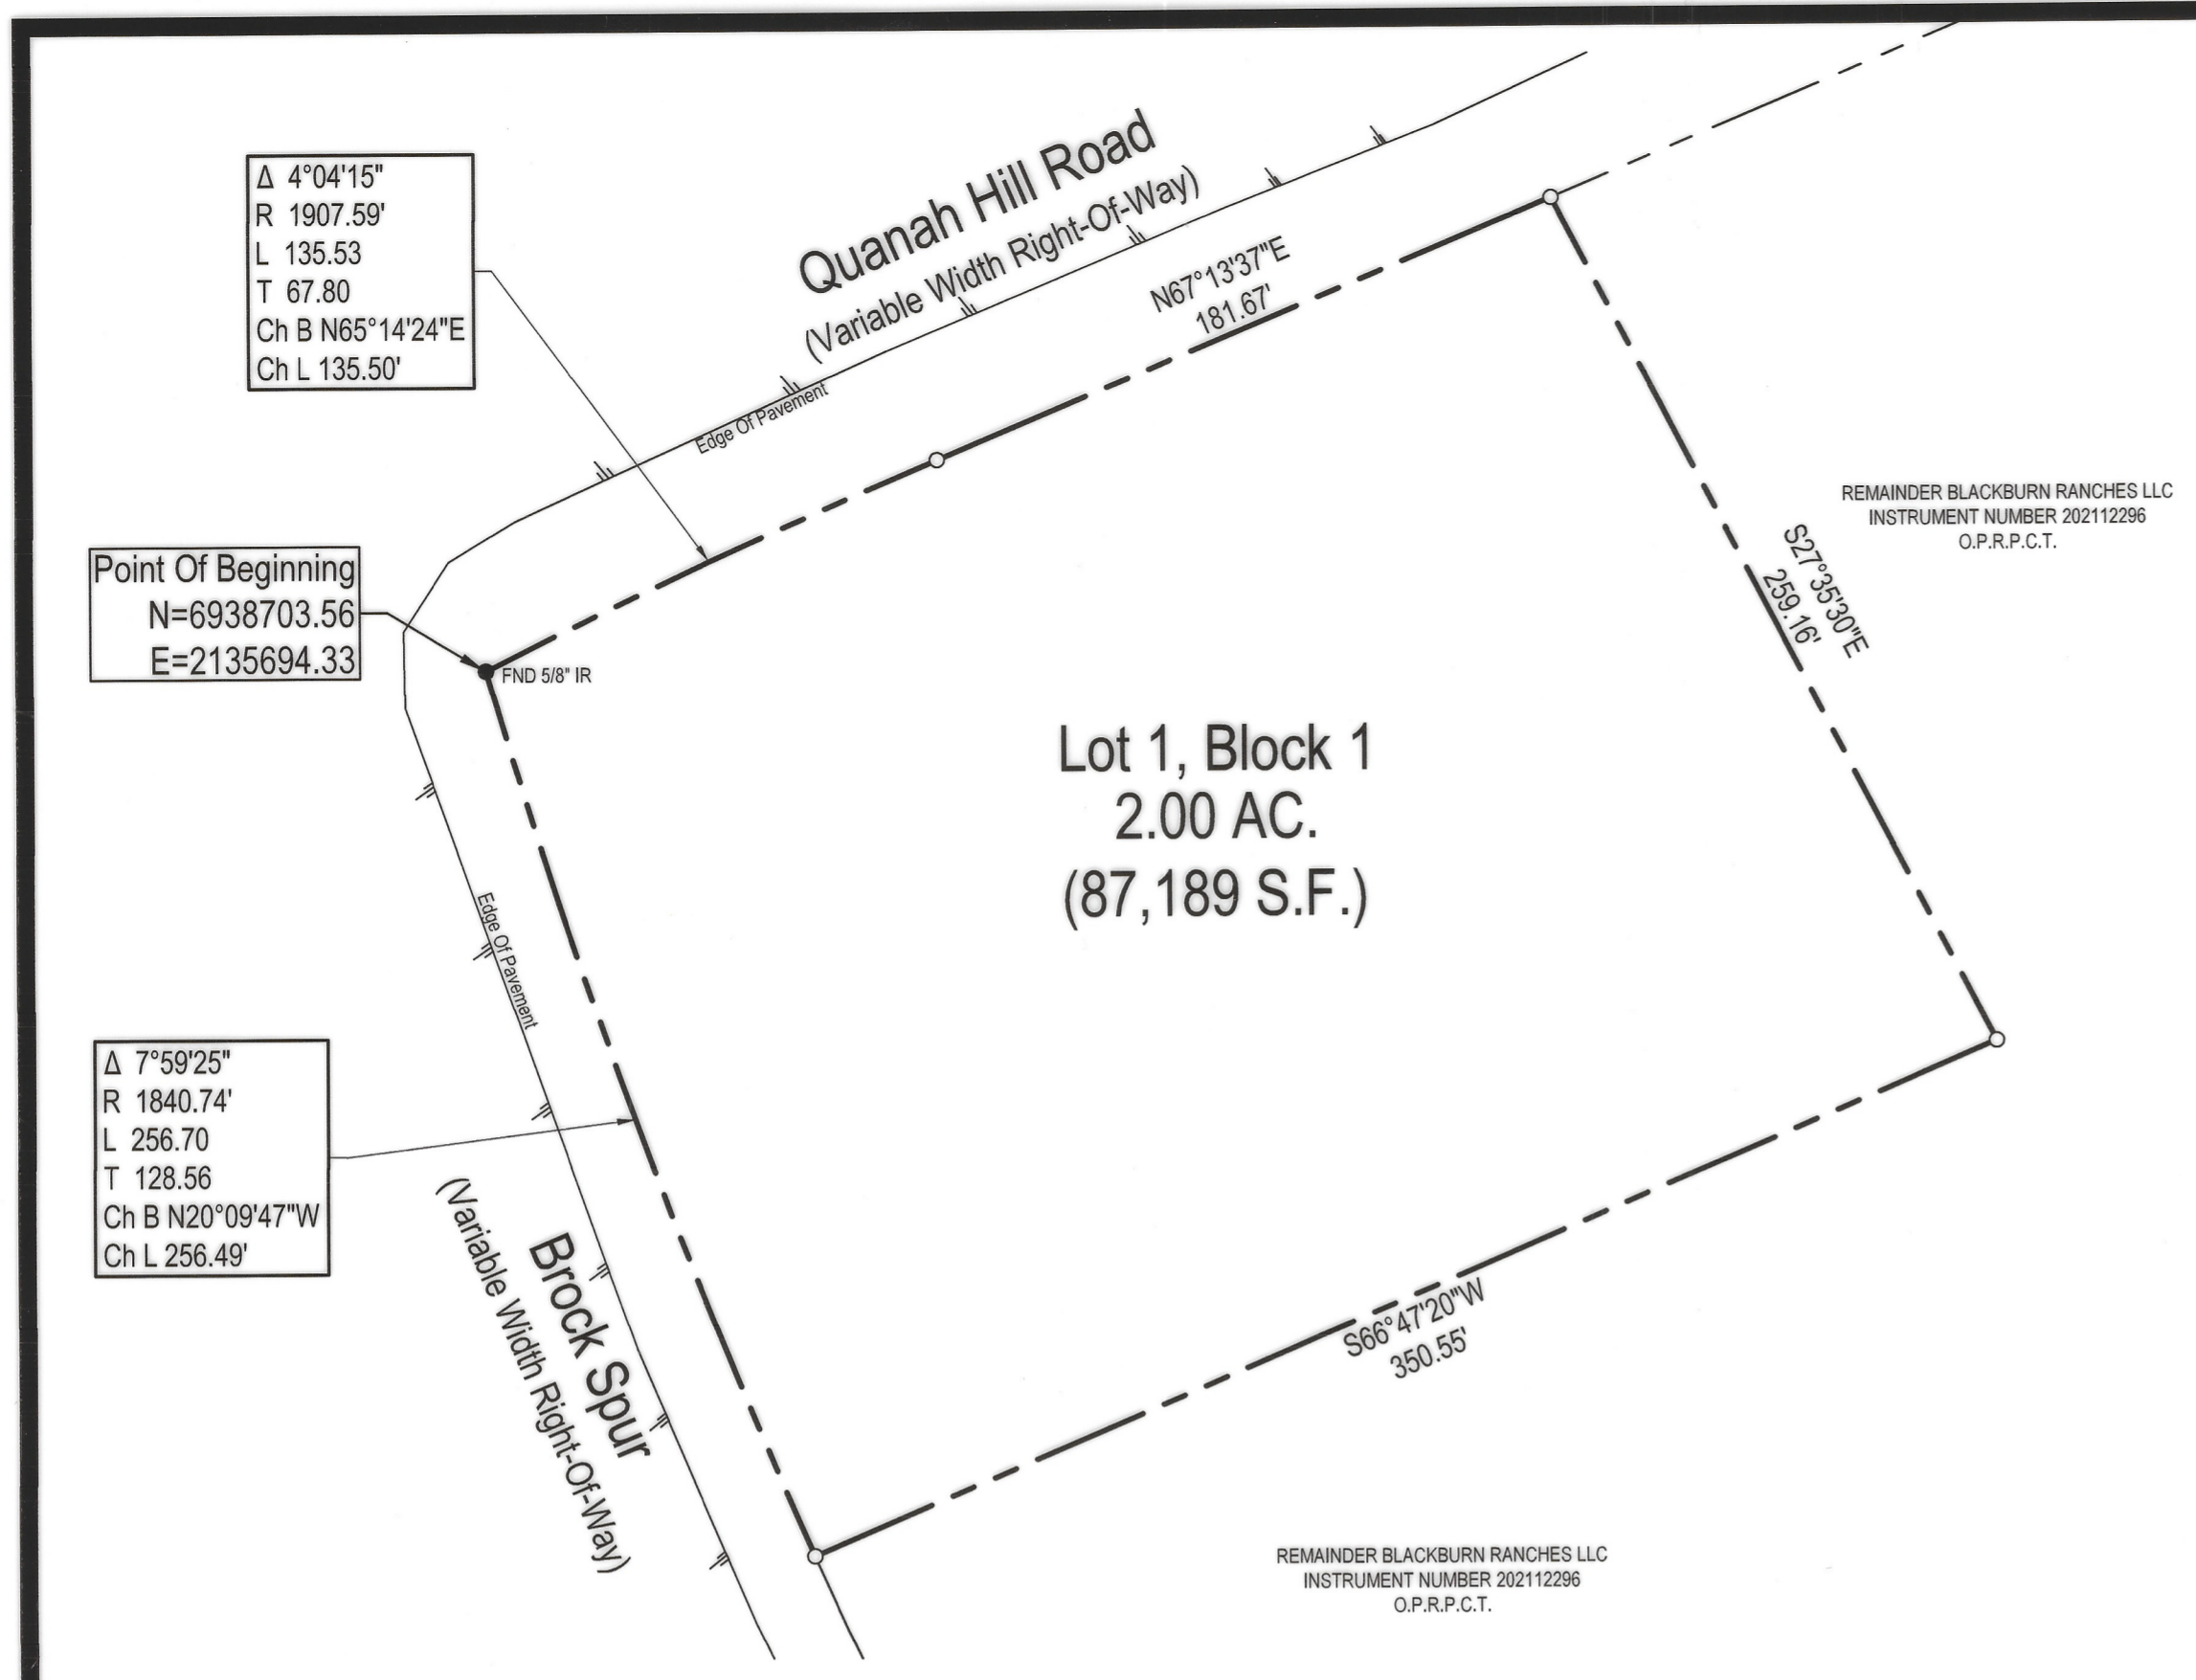 Quanah Hill Road
(Variable Width Right-Of-Way)
Δ 4°04'15"
R 1907.59'
L 135.53
T 67.80
Ch B N65°14'24"E
Ch L 135.50'
N67°13'37"E
181.67'
Edge Of Pavement
REMAINDER BLACKBURN RANCHES LLC
INSTRUMENT NUMBER 202112296
O.P.R.P.C.T.
S27°35'30"E
259.16'
Point Of Beginning
N=6938703.56
E=2135694.33
FND 5/8" IR
Lot 1, Block 1
2.00 AC.
(87,189 S.F.)
Edge Of Pavement
Δ 7°59'25"
R 1840.74'
L 256.70
T 128.56
Ch B N20°09'47"W
Ch L 256.49'
Brock Spur
(Variable Width Right-Of-Way)
S66°47'20"W
350.55'
REMAINDER BLACKBURN RANCHES LLC
INSTRUMENT NUMBER 202112296
O.P.R.P.C.T.